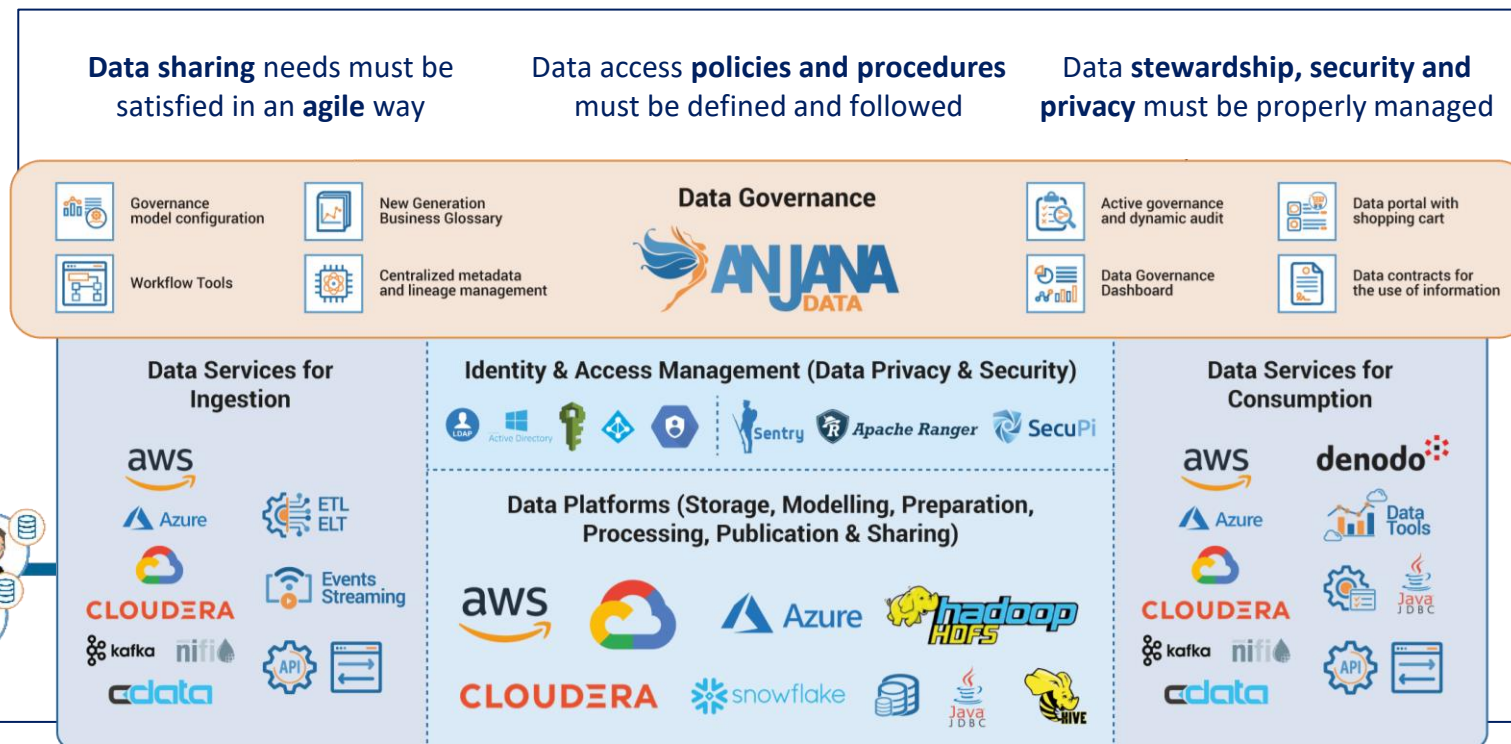 Data sharing needs must be
satisfied in an agile way
Data access policies and procedures
must be defined and followed
Data stewardship, security and
privacy must be properly managed
Governance
model configuration
New Generation
Business Glossary
Workflow Tools
Centralized metadata
and lineage management
Data Governance
ANJANA
DATA
Active governance
and dynamic audit
Data portal with
shopping cart
Data Governance
Dashboard
Data contracts for
the use of information
Data Services for
Ingestion
aws
Azure
ETL
ELT
CLOUDERA
Events
Streaming
kafka
nifi
API
cdata
Identity & Access Management (Data Privacy & Security)
LDAP
Active Directory
Sentry
R
Apache Ranger
SecuPi
Data Platforms (Storage, Modelling, Preparation,
Processing, Publication & Sharing)
aws
Azure
hadoop
HDFS
CLOUDERA
snowflake
Java
JDBC
HIVE
Data Services for
Consumption
aws
denodo
Azure
Data
Tools
CLOUDERA
Java
JDBC
kafka
nifi
API
cdata